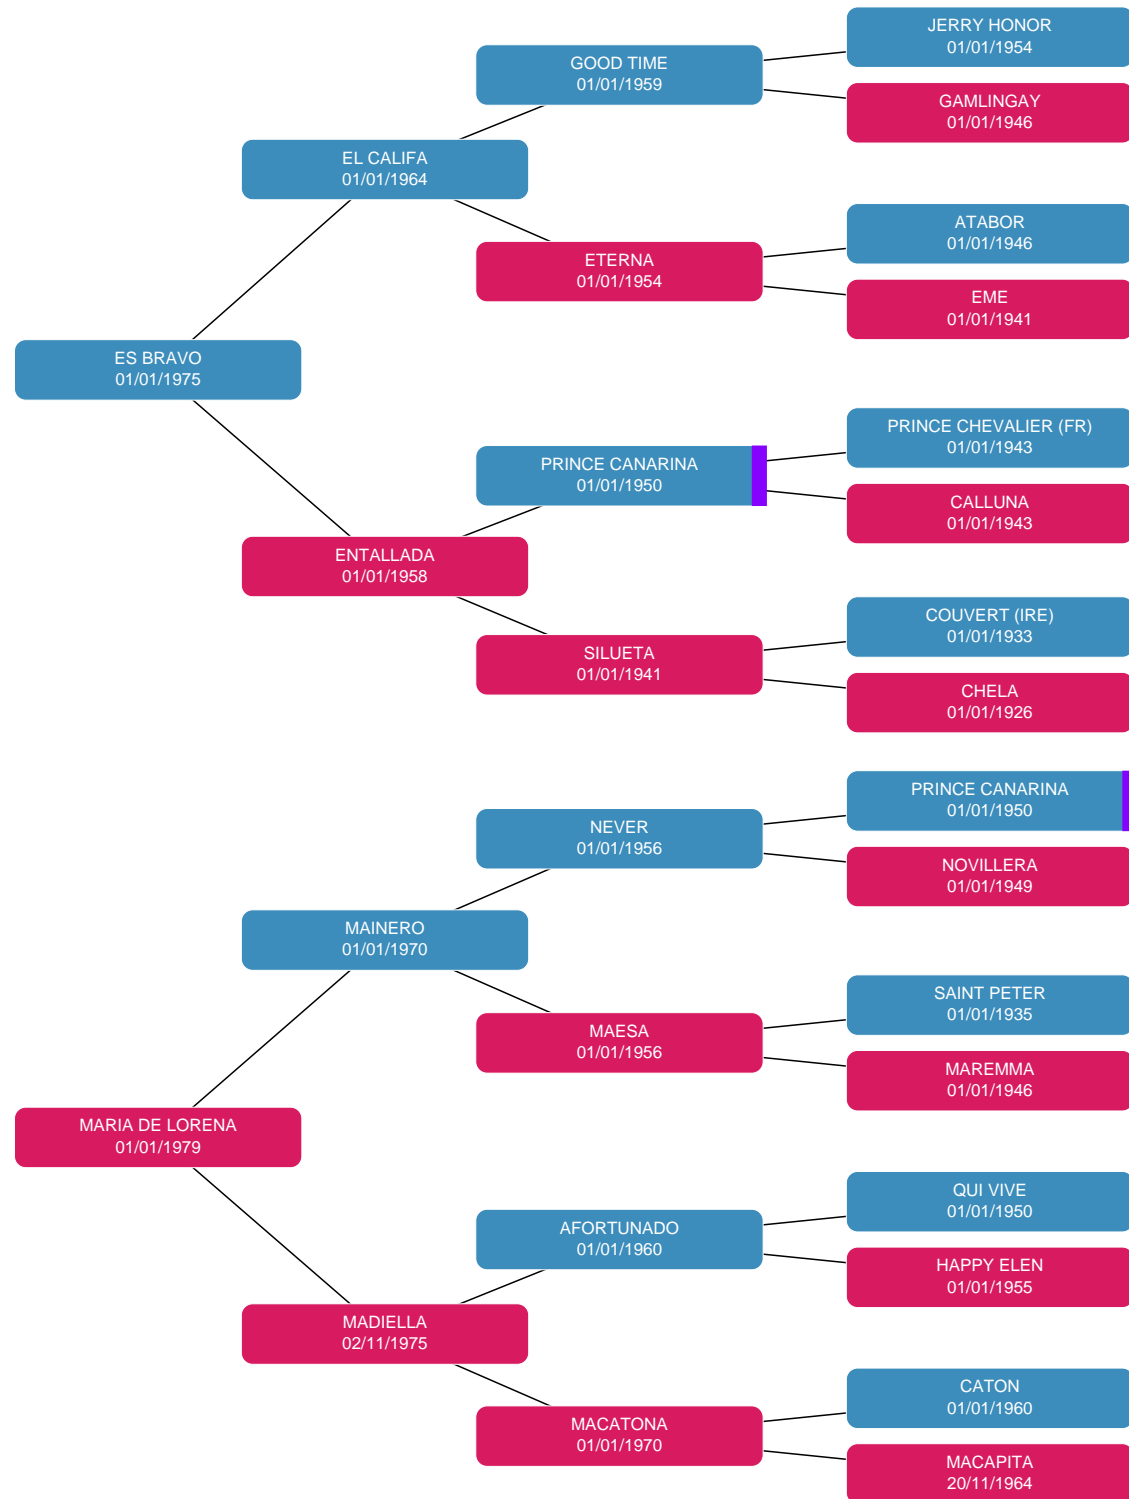 JERRY HONOR
01/01/1954
GOOD TIME
01/01/1959
GAMLINGAY
01/01/1946
EL CALIFA
01/01/1964
ATABOR
01/01/1946
ETERNA
01/01/1954
EME
01/01/1941
ES BRAVO
01/01/1975
PRINCE CHEVALIER (FR)
01/01/1943
PRINCE CANARINA
01/01/1950
CALLUNA
01/01/1943
ENTALLADA
01/01/1958
COUVERT (IRE)
01/01/1933
SILUETA
01/01/1941
CHELA
01/01/1926
PRINCE CANARINA
01/01/1950
NEVER
01/01/1956
NOVILLERA
01/01/1949
MAINERO
01/01/1970
SAINT PETER
01/01/1935
MAESA
01/01/1956
MAREMMA
01/01/1946
MARIA DE LORENA
01/01/1979
QUI VIVE
01/01/1950
AFORTUNADO
01/01/1960
HAPPY ELEN
01/01/1955
MADIELLA
02/11/1975
CATON
01/01/1960
MACATONA
01/01/1970
MACAPITA
20/11/1964